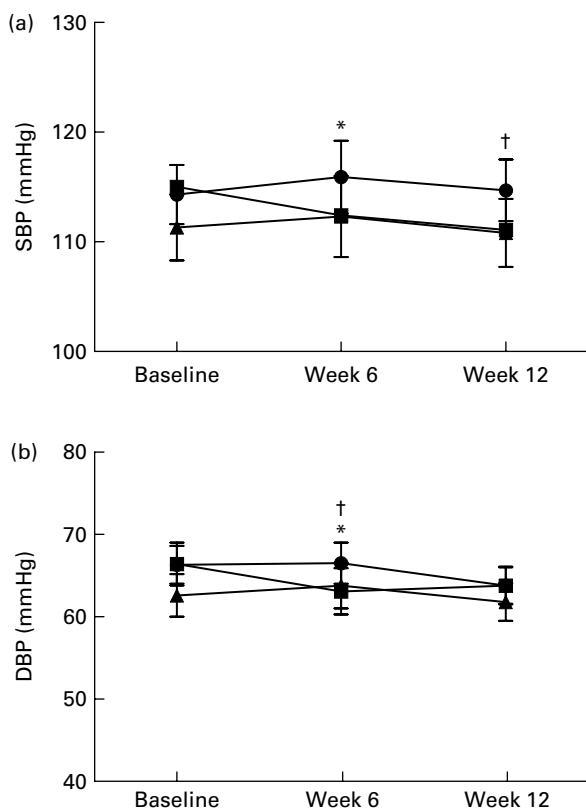 (a)
130
120
110
100
SBP (mmHg)
*
†
Baseline Week 6 Week 12
(b)
80
70
60
50
40
DBP (mmHg)
†
*
Baseline Week 6 Week 12